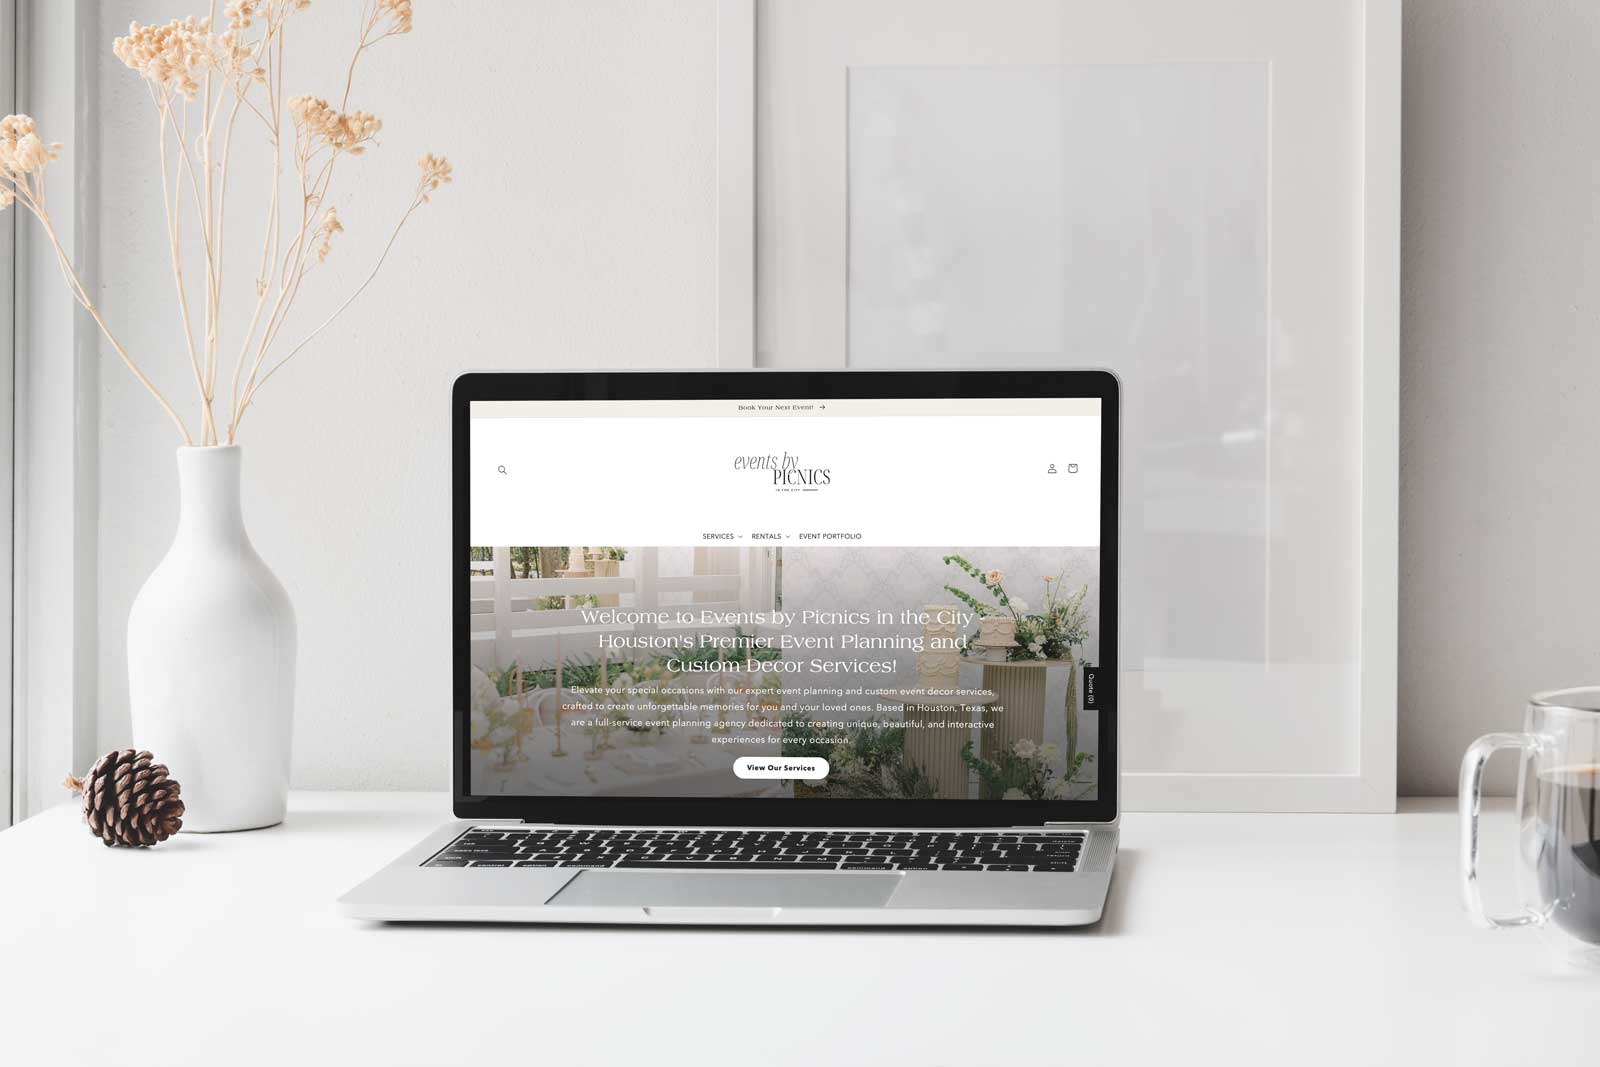 Book Your Next Event! →
events by
PICNICS
IN THE CITY
SERVICES RENTALS EVENT PORTFOLIO
Welcome to Events by Picnics in the City -
Houston's Premier Event Planning and
Custom Decor Services!
Elevate your special occasions with our expert event planning and custom event decor services,
crafted to create unforgettable memories for you and your loved ones. Based in Houston, Texas, we
are a full-service event planning agency dedicated to creating unique, beautiful, and interactive
experiences for every occasion.
View Our Services
Quote (0)